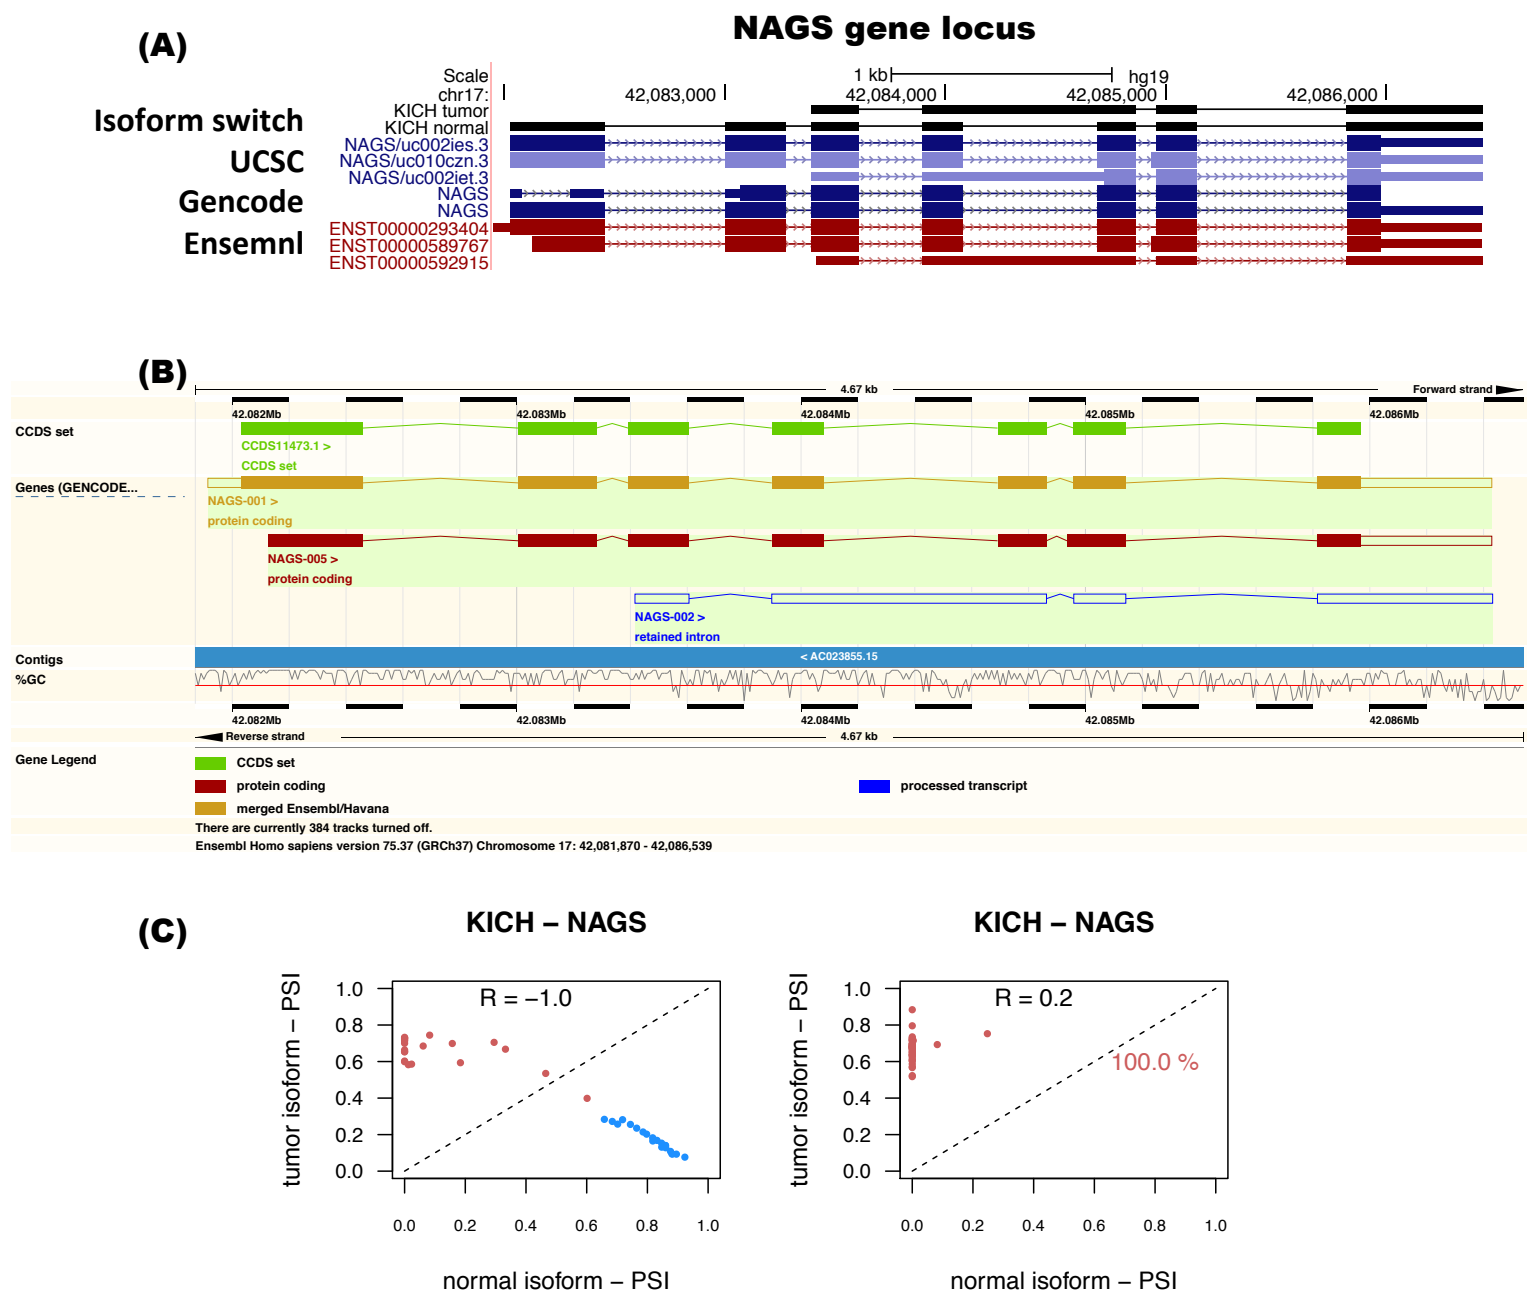 NAGS gene locus
(A)
Scale
1 kb
hg19
chr17:
42,083,000
42,084,000
42,085,000
42,086,000
Isoform switch
KICH tumor
KICH normal
UCSC
NAGS/uc002ies.3
NAGS/uc010czn.3
NAGS/uc002iet.3
Gencode
NAGS
NAGS
Ensemnl
ENST00000293404
ENST00000589767
ENST00000592915
(B)
4.67 kb
Forward strand
42.082Mb 42.083Mb 42.084Mb 42.085Mb 42.086Mb
CCDS set
CCDS11473.1 >
CCDS set
Genes (GENCODE...
NAGS-001 >
protein coding
NAGS-005 >
protein coding
NAGS-002 >
retained intron
Contigs
< AC023855.15
%GC
42.082Mb 42.083Mb 42.084Mb 42.085Mb 42.086Mb
Reverse strand
4.67 kb
Gene Legend
CCDS set
protein coding
processed transcript
merged Ensembl/Havana
There are currently 384 tracks turned off.
Ensembl Homo sapiens version 75.37 (GRCh37) Chromosome 17: 42,081,870 - 42,086,539
(C)
KICH – NAGS
R = −1.0
tumor isoform – PSI
1.0
0.8
0.6
0.4
0.2
0.0
0.0 0.2 0.4 0.6 0.8 1.0
normal isoform – PSI
KICH – NAGS
R = 0.2
100.0 %
tumor isoform – PSI
1.0
0.8
0.6
0.4
0.2
0.0
0.0 0.2 0.4 0.6 0.8 1.0
normal isoform – PSI